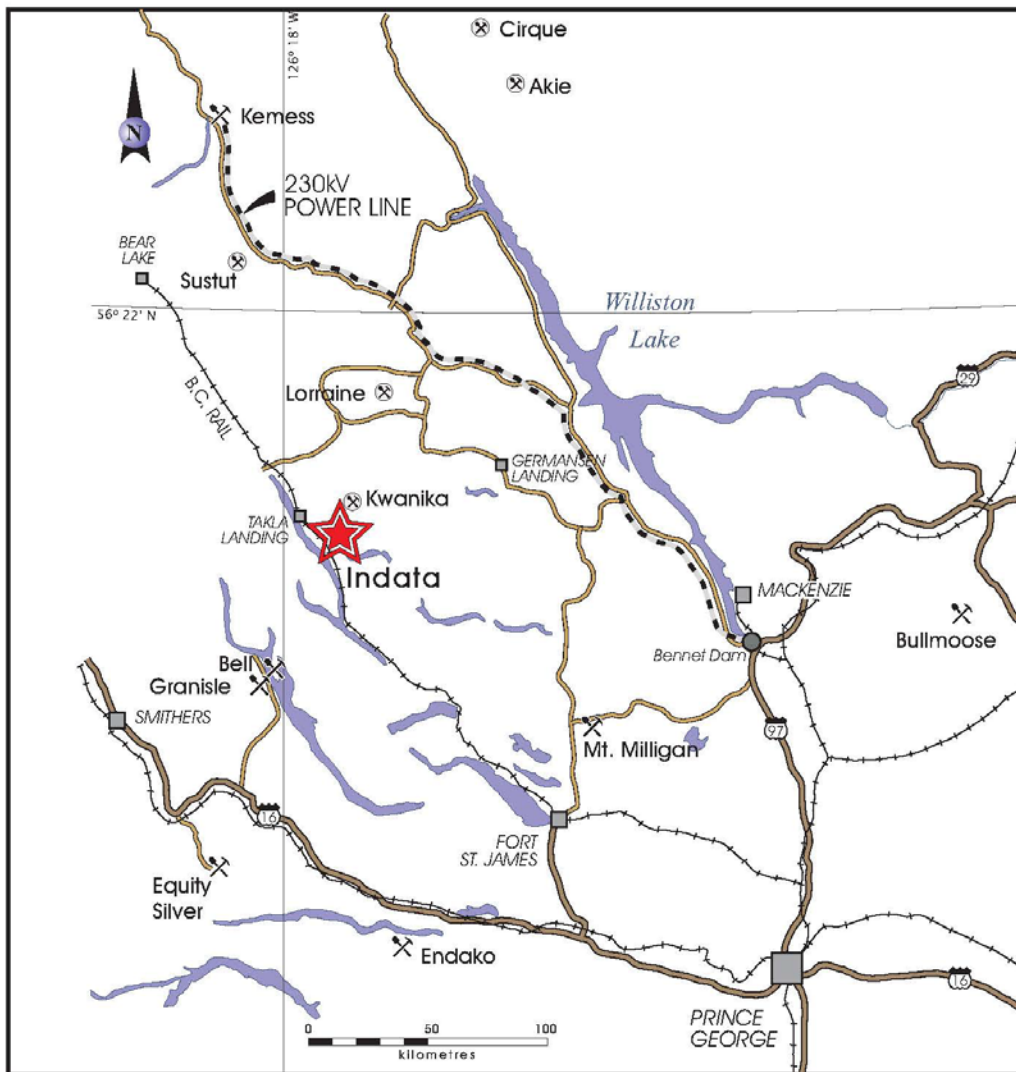 Cirque
126° 18' W
Akie
Kemess
N
230kV
POWER LINE
BEAR
LAKE
Sustut
56° 22' N
Williston
Lake
B.C. RAIL
Lorraine
29
GERMANSEN
LANDING
Kwanika
TAKLA
LANDING
Indata
MACKENZIE
Bullmoose
Bennet Dam
Bell
Granisle
SMITHERS
97
Mt. Milligan
16
FORT
ST. JAMES
Equity
Silver
Endako
16
PRINCE
GEORGE
0 50 100
kilometres